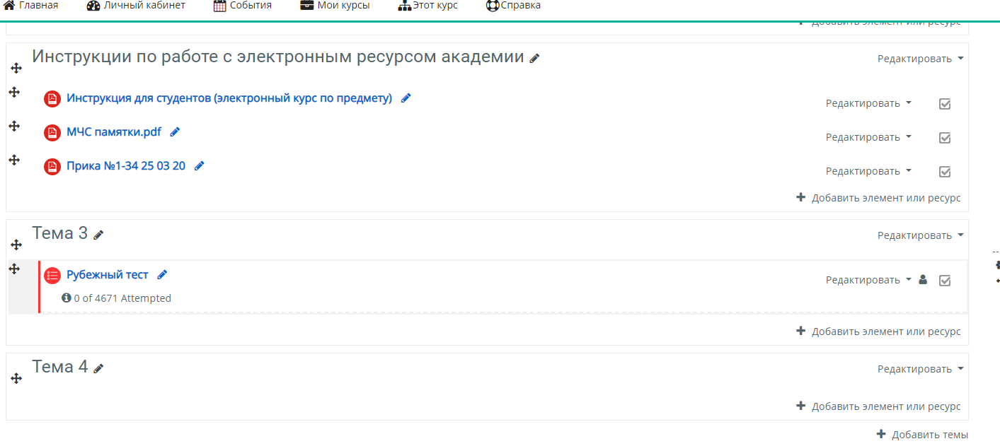 Главная Личный кабинет События Мои курсы Этот курс Справка
Добавить элемент или ресурс
Инструкции по работе с электронным ресурсом академии Редактировать
Инструкция для студентов (электронный курс по предмету) Редактировать
МЧС памятки.pdf Редактировать
Прика №1-34 25 03 20 Редактировать
Добавить элемент или ресурс
Тема 3 Редактировать
Рубежный тест Редактировать
0 of 4671 Attempted
Добавить элемент или ресурс
Тема 4 Редактировать
Добавить элемент или ресурс
Добавить темы